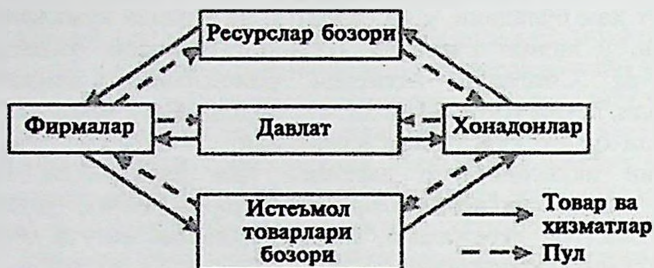 Ресурслар бозори
Фирмалар
Давлат
Хонадонлар
Истеъмол
товарлари
бозори
Товар ва
хизматлар
Пул